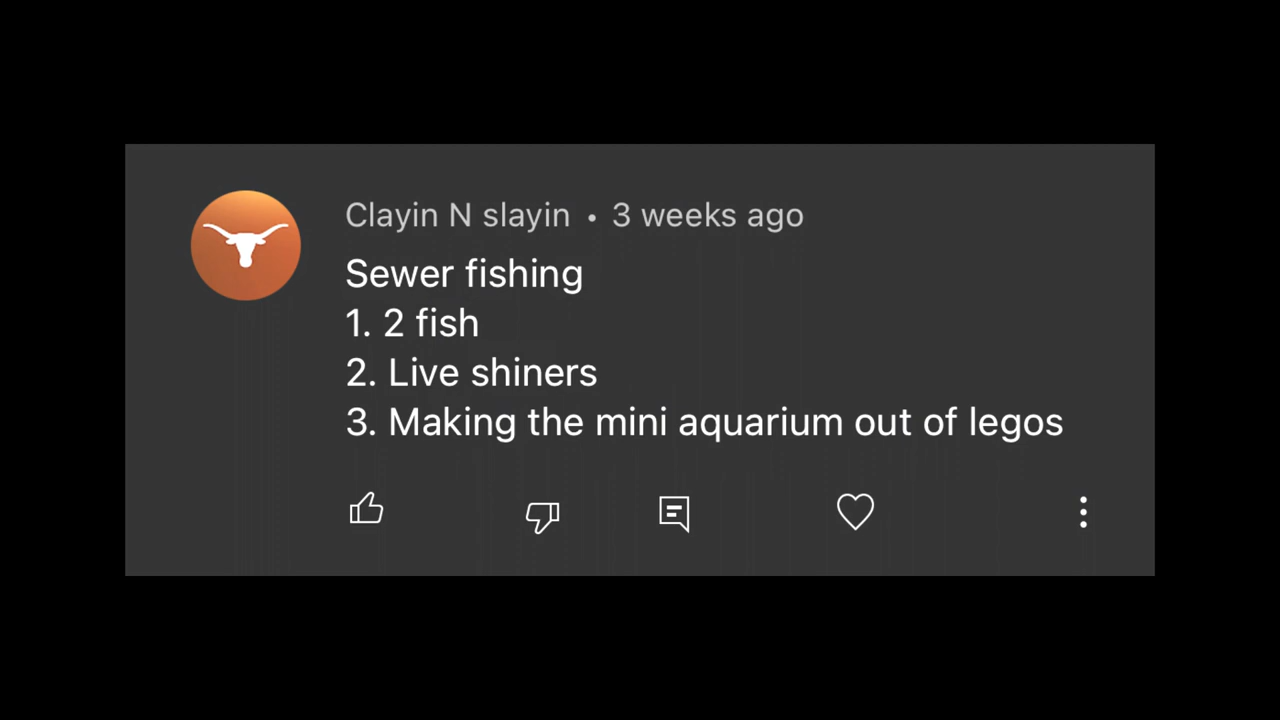 Clayin N slayin • 3 weeks ago
Sewer fishing
1. 2 fish
2. Live shiners
3. Making the mini aquarium out of legos